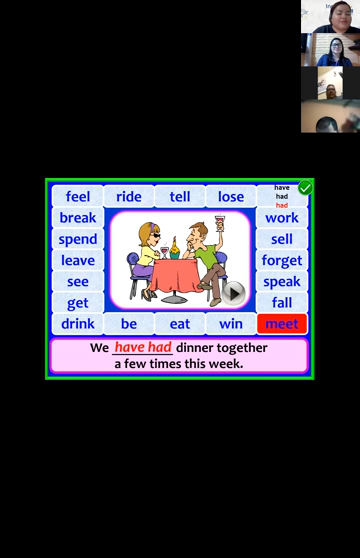 feel ride tell lose have
had
had
break work
spend sell
leave forget
see speak
get fall
drink be eat win meet
We have had dinner together
a few times this week.